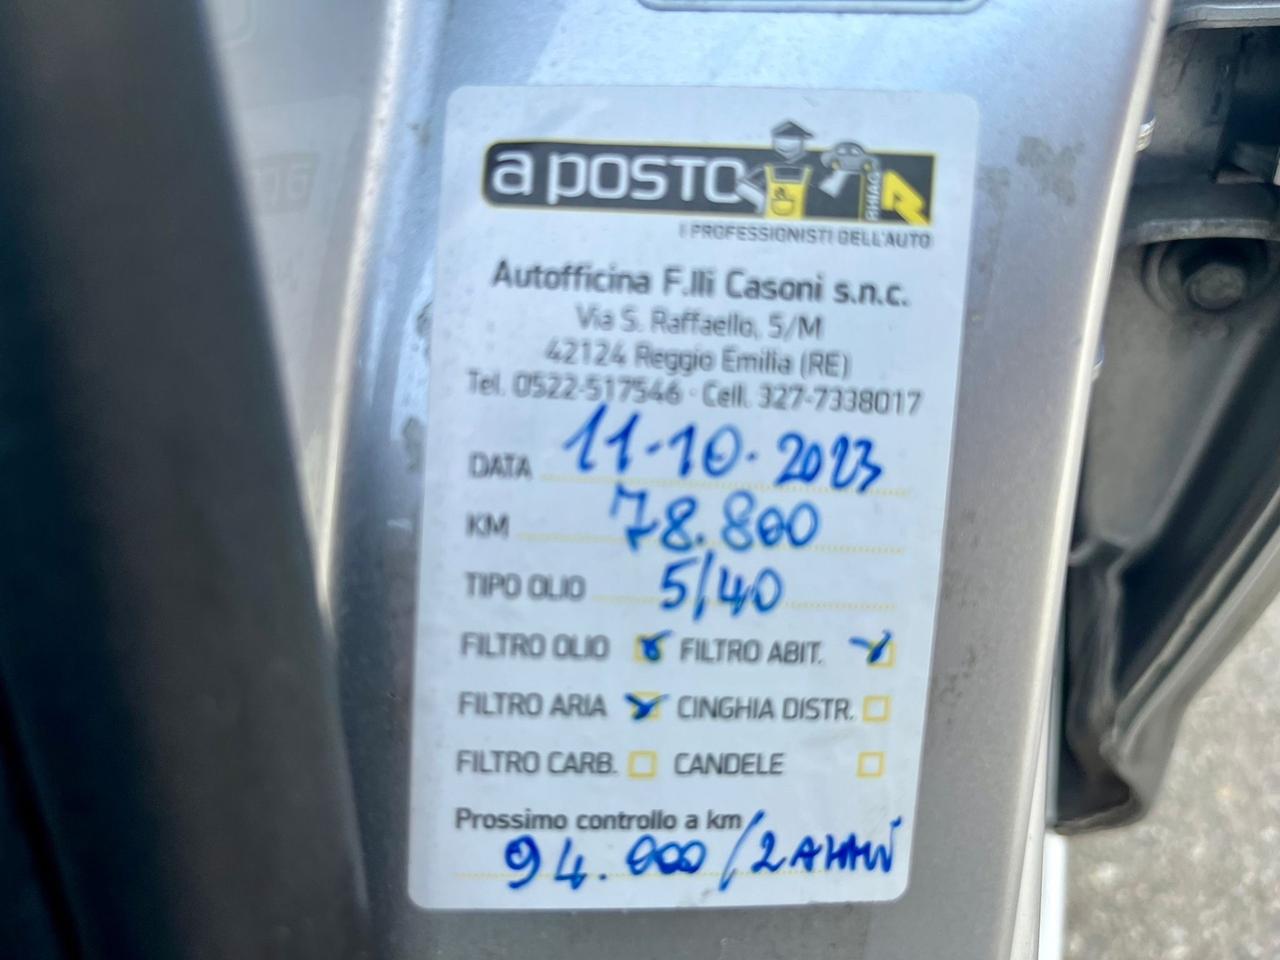 a posto
RHIAG
I PROFESSIONISTI DELL'AUTO
Autofficina F.lli Casoni s.n.c.
Via S. Raffaello, 5/M
42124 Reggio Emilia (RE)
Tel. 0522-517546 · Cell. 327-7338017
DATA 11-10-2023
KM 78.800
TIPO OLIO 5/40
FILTRO OLIO FILTRO ABIT.
FILTRO ARIA CINGHIA DISTR.
FILTRO CARB. CANDELE
Prossimo controllo a km
94.000/2 ANNI